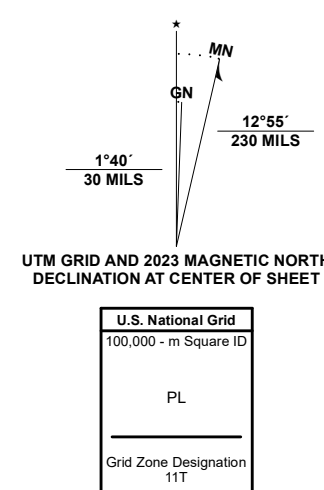 ★
MN
GN
12°55´
230 MILS
1°40´
30 MILS
UTM GRID AND 2023 MAGNETIC NORTH
DECLINATION AT CENTER OF SHEET
U.S. National Grid
100,000 - m Square ID
PL
Grid Zone Designation
11T